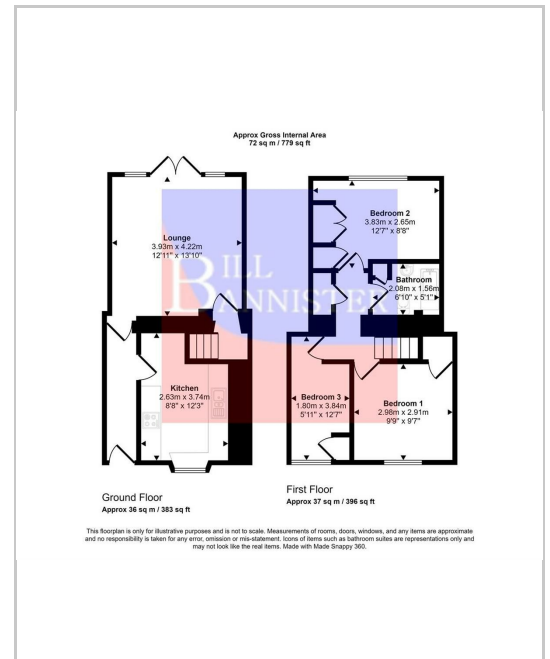 Approx Gross Internal Area
72 sq m / 779 sq ft
Lounge
3.93m x 4.22m
12'11" x 13'10"
Kitchen
2.63m x 3.74m
8'8" x 12'3"
Ground Floor
Approx 36 sq m / 383 sq ft
Bedroom 2
3.83m x 2.65m
12'7" x 8'8"
Bathroom
2.08m x 1.56m
6'10" x 5'1"
Bedroom 3
1.80m x 3.84m
5'11" x 12'7"
Bedroom 1
2.98m x 2.91m
9'9" x 9'7"
First Floor
Approx 37 sq m / 396 sq ft
BILL
BANNISTER
This floorplan is only for illustrative purposes and is not to scale. Measurements of rooms, doors, windows, and any items are approximate
and no responsibility is taken for any error, omission or mis-statement. Icons of items such as bathroom suites are representations only and
may not look like the real items. Made with Made Snappy 360.